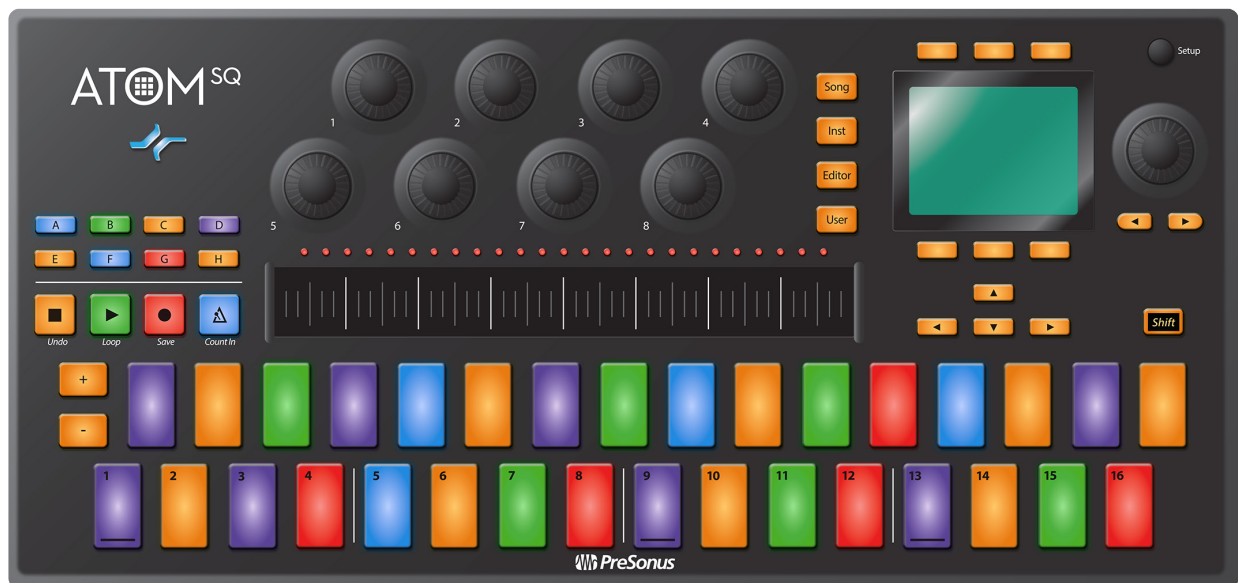 ATOM SQ
Setup
1
2
3
4
Song
Inst
Editor
User
5
6
7
8
A
B
C
D
E
F
G
H
Undo
Loop
Save
Count In
Shift
+
-
1
2
3
4
5
6
7
8
9
10
11
12
13
14
15
16
PreSonus